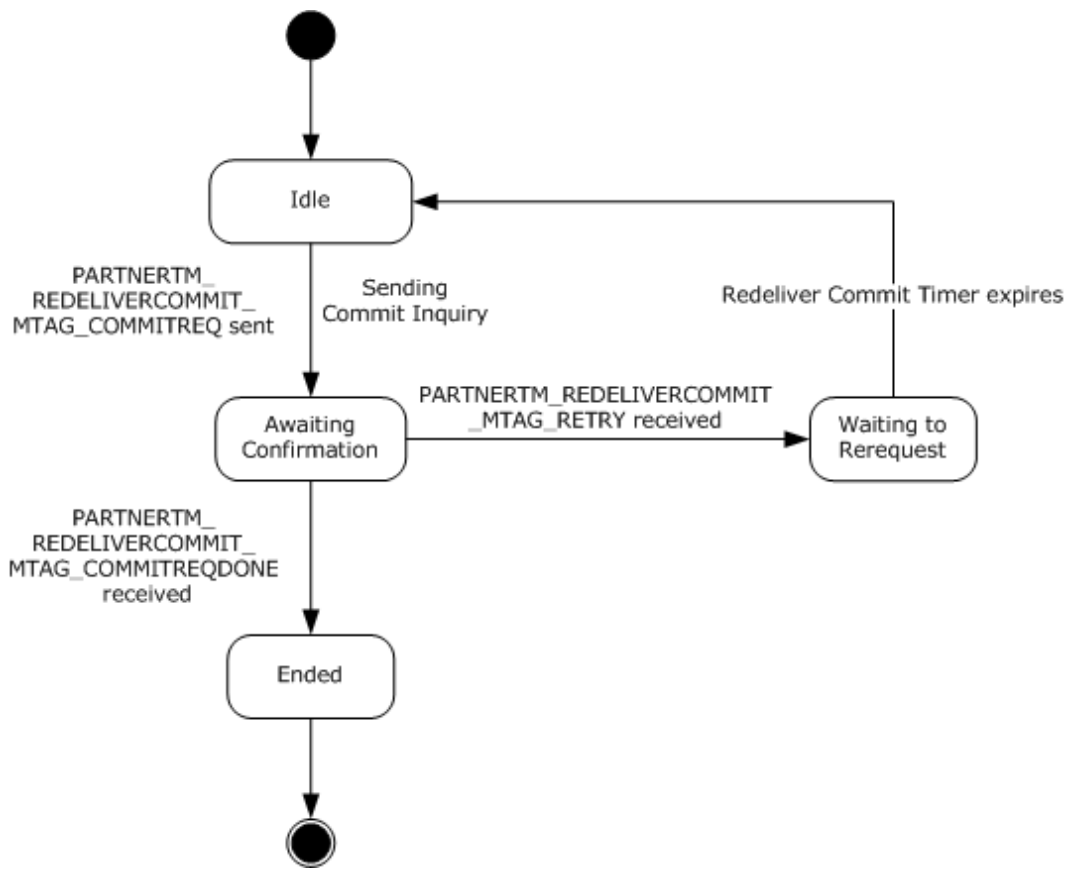 Idle
PARTNERTM_
REDELIVERCOMMIT_
MTAG_COMMITREQ sent
Sending
Commit Inquiry
Redeliver Commit Timer expires
Awaiting
Confirmation
PARTNERTM_REDELIVERCOMMIT
_MTAG_RETRY received
Waiting to
Rerequest
PARTNERTM_
REDELIVERCOMMIT_
MTAG_COMMITREQDONE
received
Ended